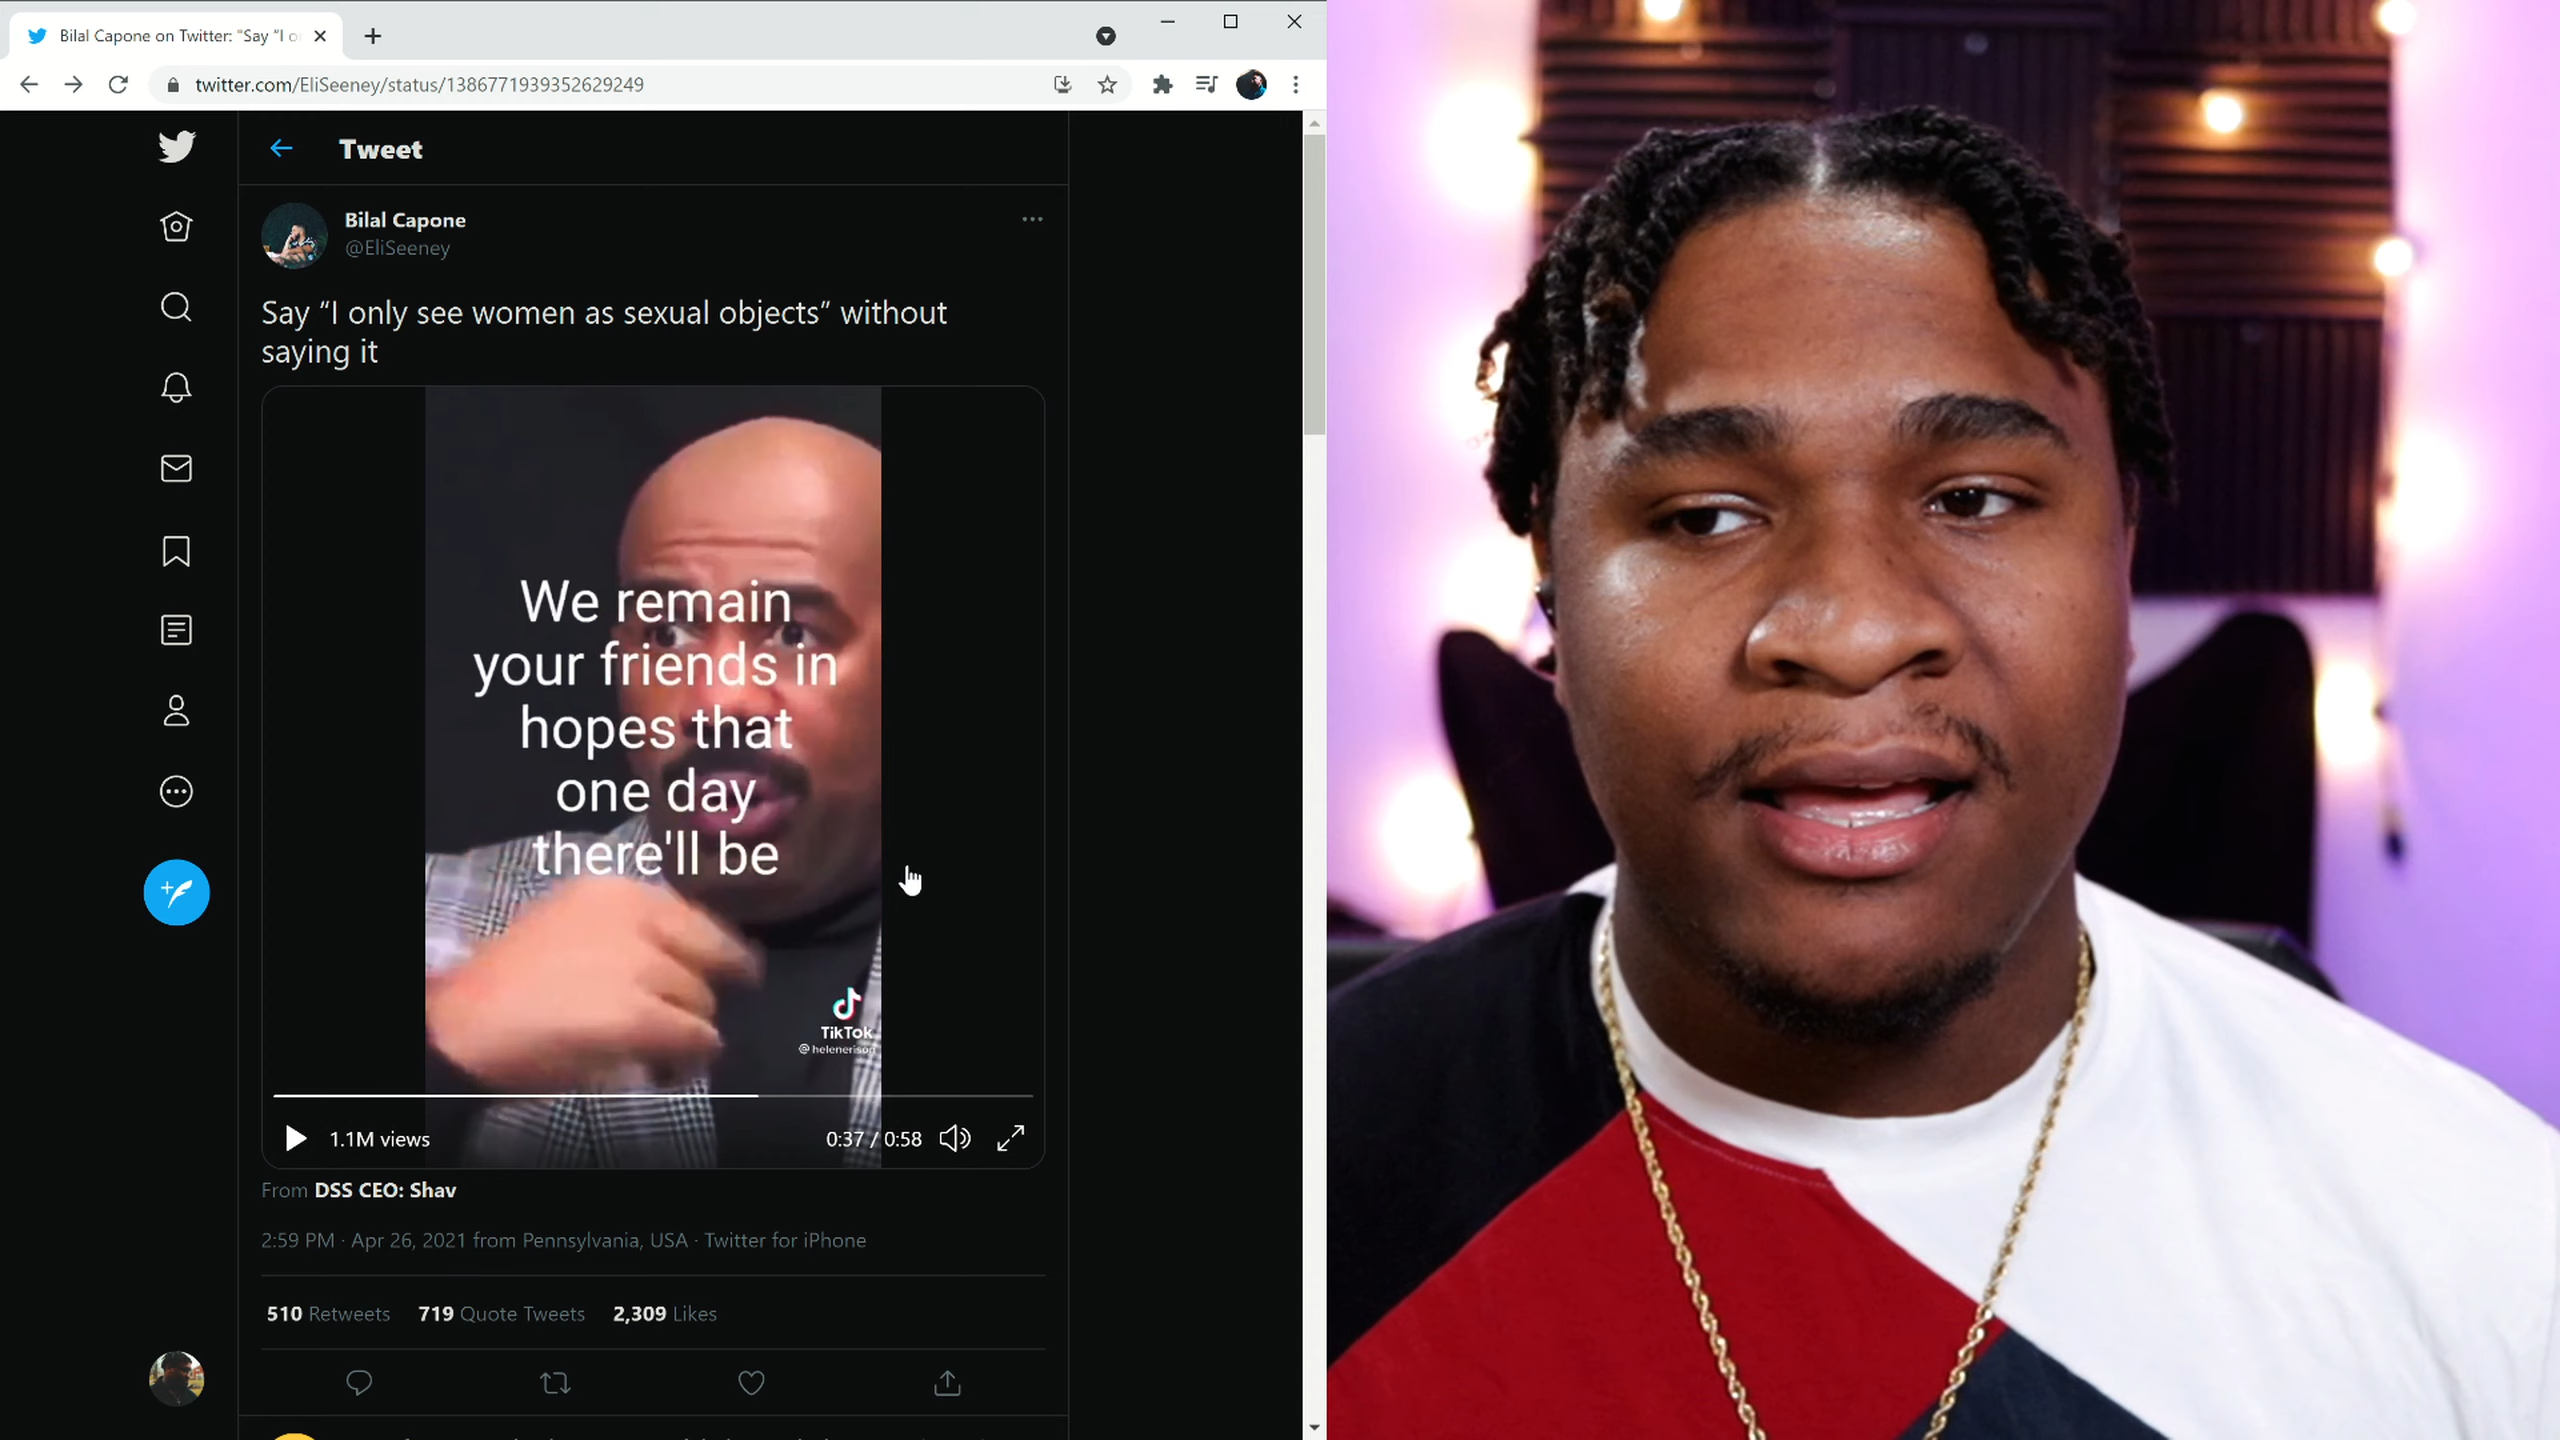 Bilal Capone on Twitter: "Say "I o
twitter.com/EliSeeney/status/1386771939352629249
Tweet
Bilal Capone
@EliSeeney
Say “I only see women as sexual objects” without
saying it
We remain
your friends in
hopes that
one day
there'll be
TikTok
@helenerison
1.1M views
0:37 / 0:58
From DSS CEO: Shav
2:59 PM · Apr 26, 2021 from Pennsylvania, USA · Twitter for iPhone
510 Retweets 719 Quote Tweets 2,309 Likes